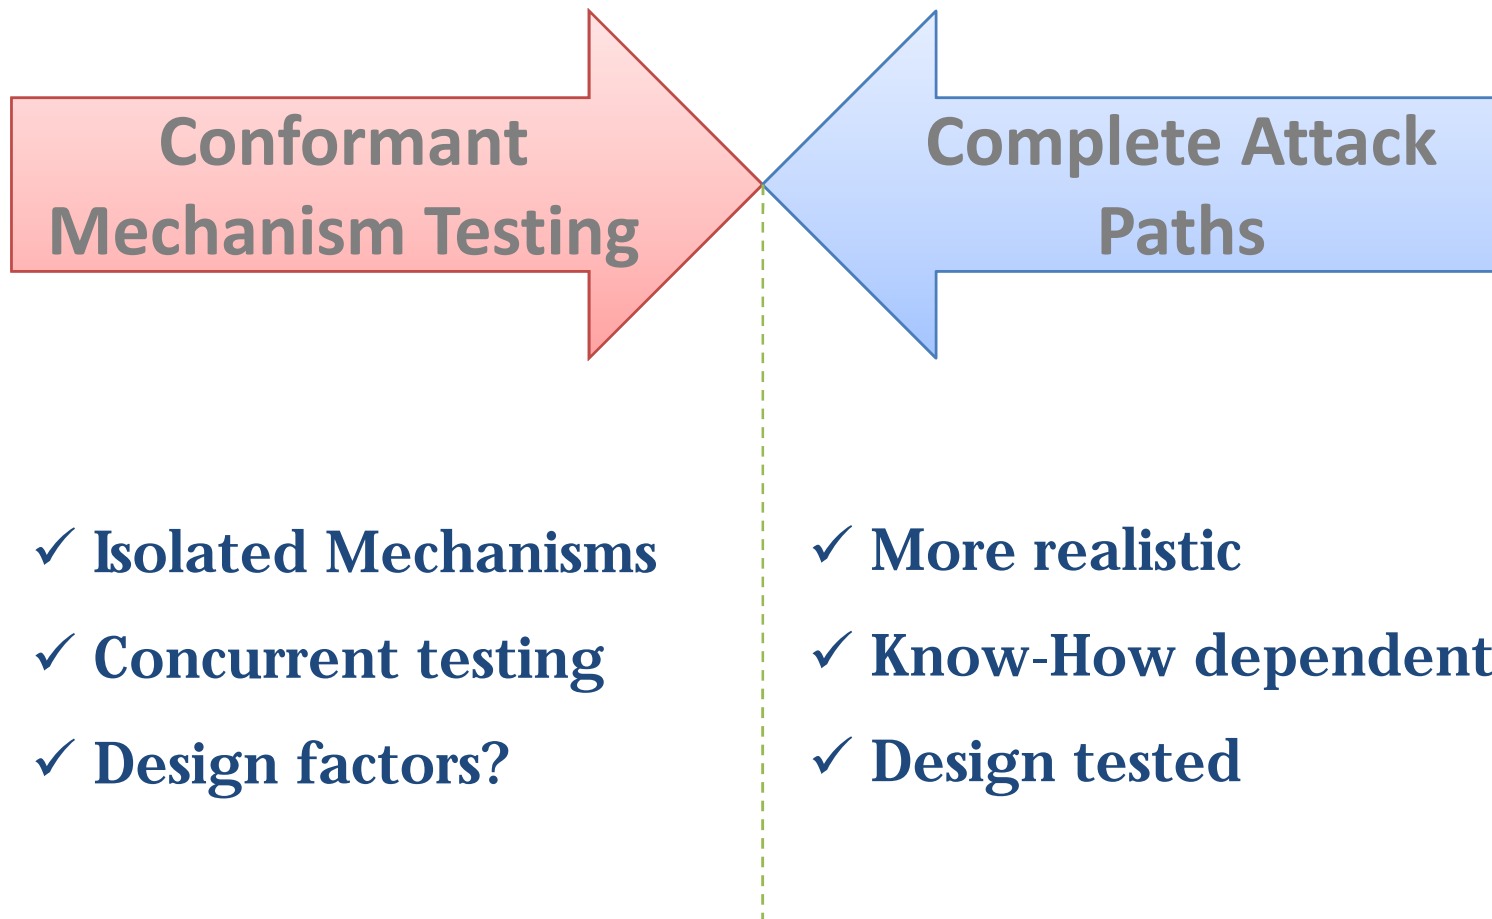 Conformant
Mechanism Testing
Complete Attack
Paths
✓ Isolated Mechanisms
✓ Concurrent testing
✓ Design factors?
✓ More realistic
✓ Know-How dependent
✓ Design tested